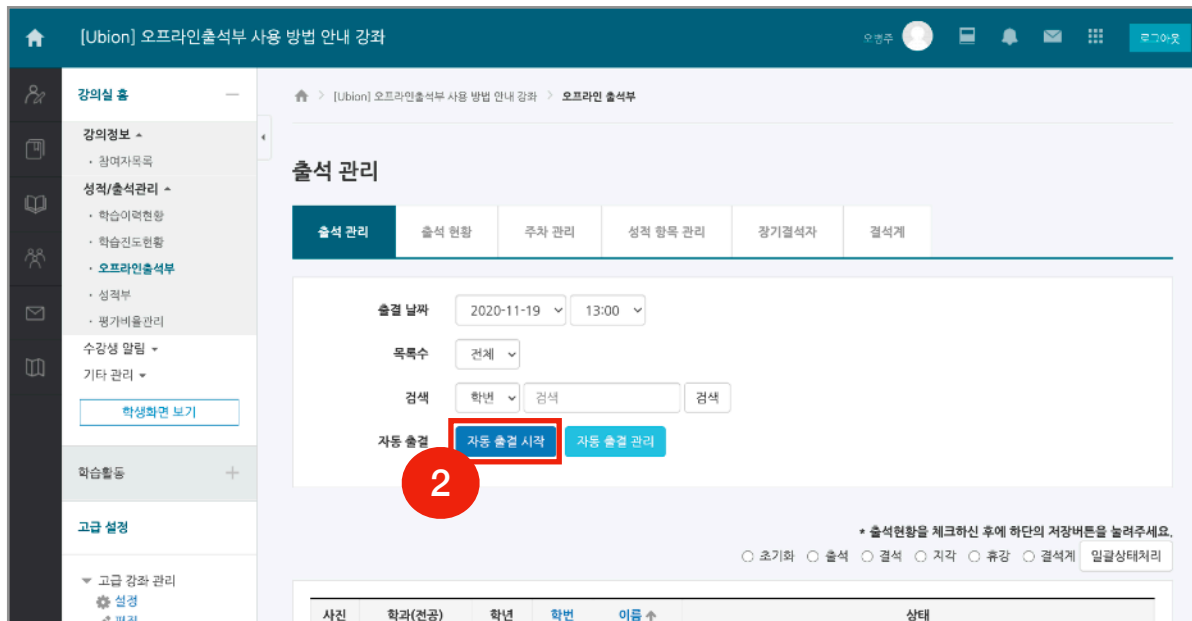 [Ubion] 오프라인출석부 사용 방법 안내 강좌
오병주
로그아웃
강의실 홈
강의정보
· 참여자목록
성적/출석관리
· 학습이력현황
· 학습진도현황
· 오프라인출석부
· 성적부
· 평가비율관리
수강생 알림
기타 관리
학생화면 보기
학습활동
고급 설정
고급 강좌 관리
설정
편집
[Ubion] 오프라인출석부 사용 방법 안내 강좌 > 오프라인 출석부
출석 관리
출석 관리 출석 현황 주차 관리 성적 항목 관리 장기결석자 결석계
출결 날짜 2020-11-19 13:00
목록수 전체
검색 학번 검색 검색
자동 출결 자동 출결 시작 자동 출결 관리
2
* 출석현황을 체크하신 후에 하단의 저장버튼을 눌려주세요.
초기화 출석 결석 지각 휴강 결석계 일괄상태처리
사진 학과(전공) 학년 학번 이름 상태